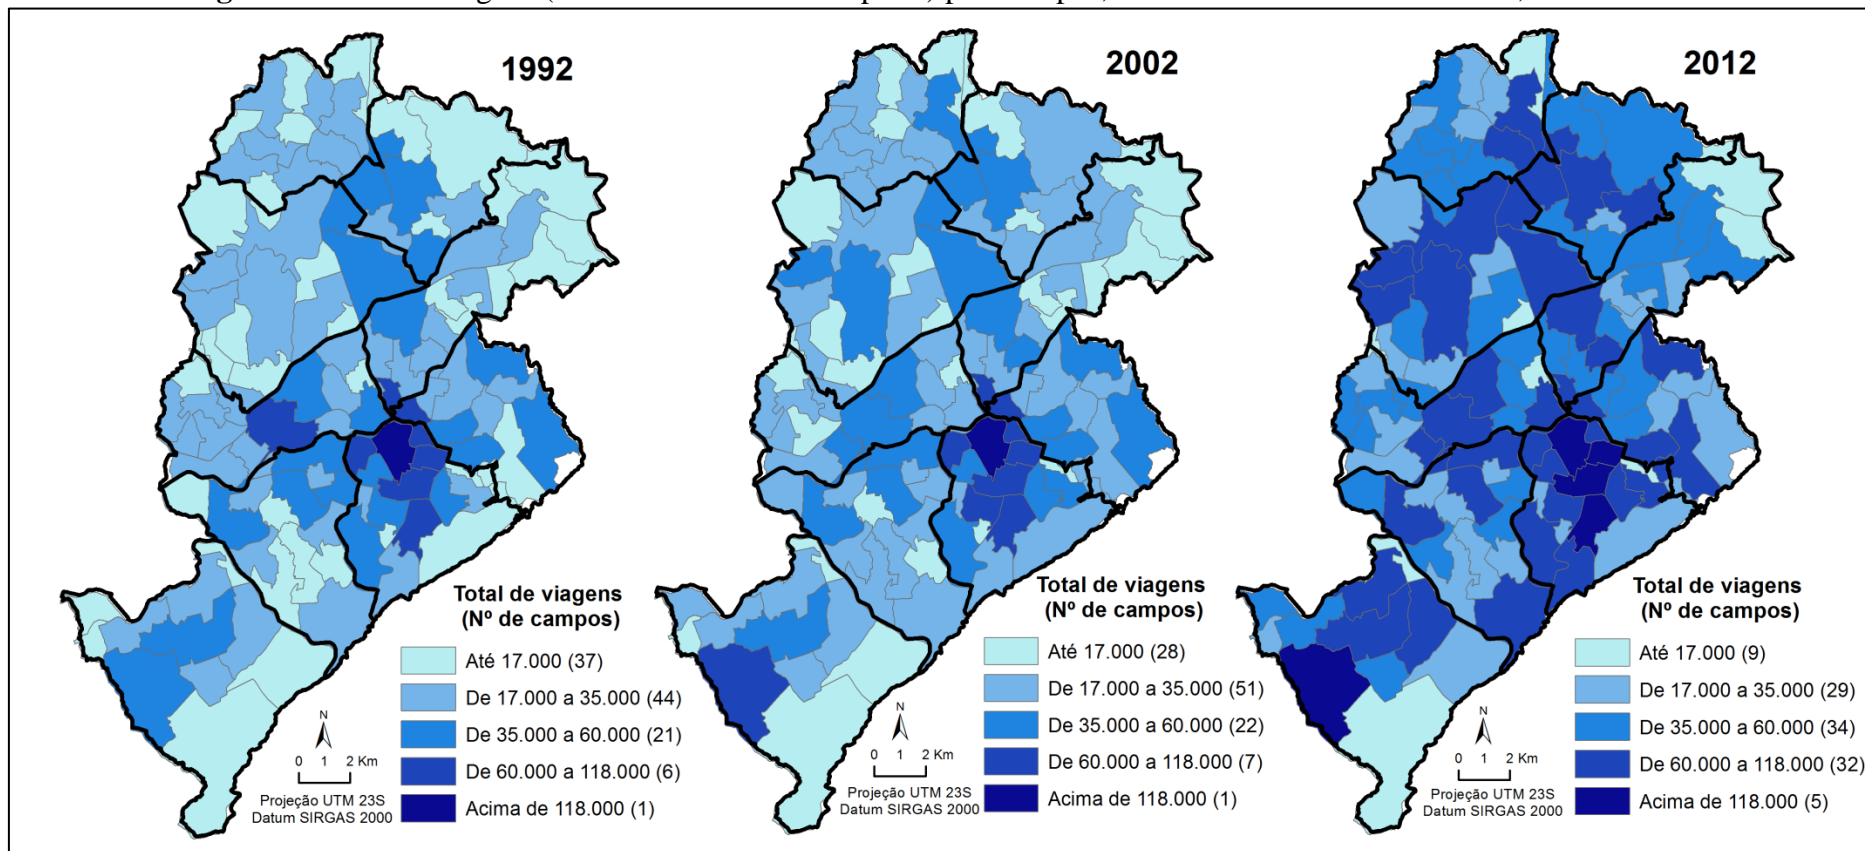 1992
Total de viagens
(Nº de campos)
Até 17.000 (37)
De 17.000 a 35.000 (44)
De 35.000 a 60.000 (21)
De 60.000 a 118.000 (6)
Acima de 118.000 (1)
N
0 1 2 Km
Projeção UTM 23S
Datum SIRGAS 2000
2002
Total de viagens
(Nº de campos)
Até 17.000 (28)
De 17.000 a 35.000 (51)
De 35.000 a 60.000 (22)
De 60.000 a 118.000 (7)
Acima de 118.000 (1)
N
0 1 2 Km
Projeção UTM 23S
Datum SIRGAS 2000
2012
Total de viagens
(Nº de campos)
Até 17.000 (9)
De 17.000 a 35.000 (29)
De 35.000 a 60.000 (34)
De 60.000 a 118.000 (32)
Acima de 118.000 (5)
N
0 1 2 Km
Projeção UTM 23S
Datum SIRGAS 2000